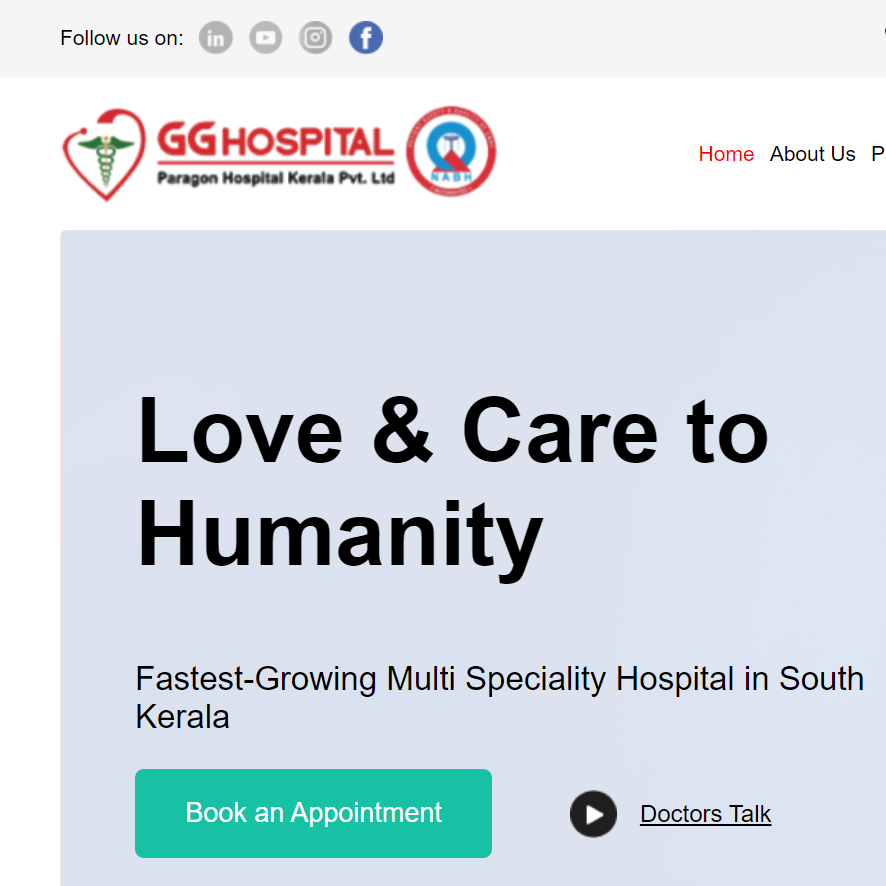 Follow us on:
GG HOSPITAL
Paragon Hospital Kerala Pvt. Ltd
NABH
Home About Us P
Love & Care to
Humanity
Fastest-Growing Multi Speciality Hospital in South
Kerala
Book an Appointment
Doctors Talk